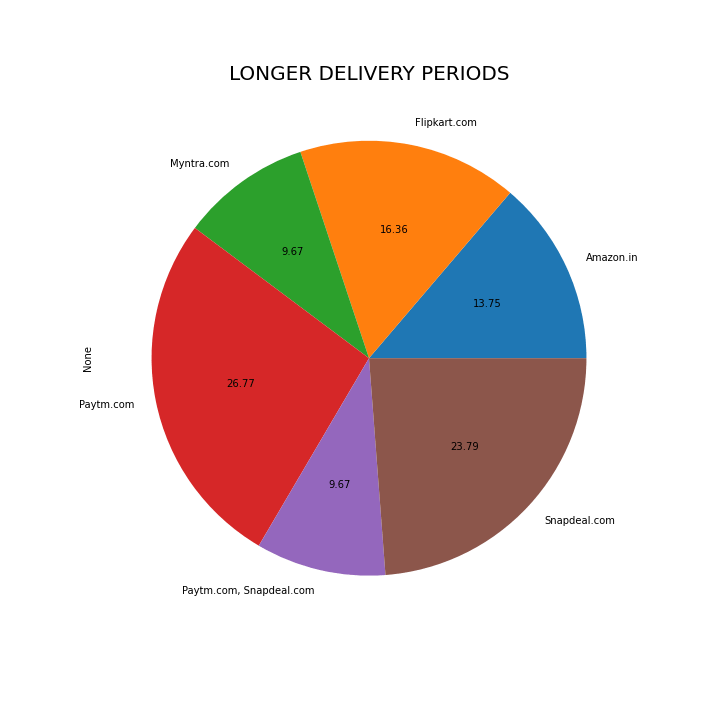 LONGER DELIVERY PERIODS
Flipkart.com
Myntra.com
16.36
9.67
Amazon.in
13.75
None
26.77
Paytm.com
23.79
9.67
Snapdeal.com
Paytm.com, Snapdeal.com